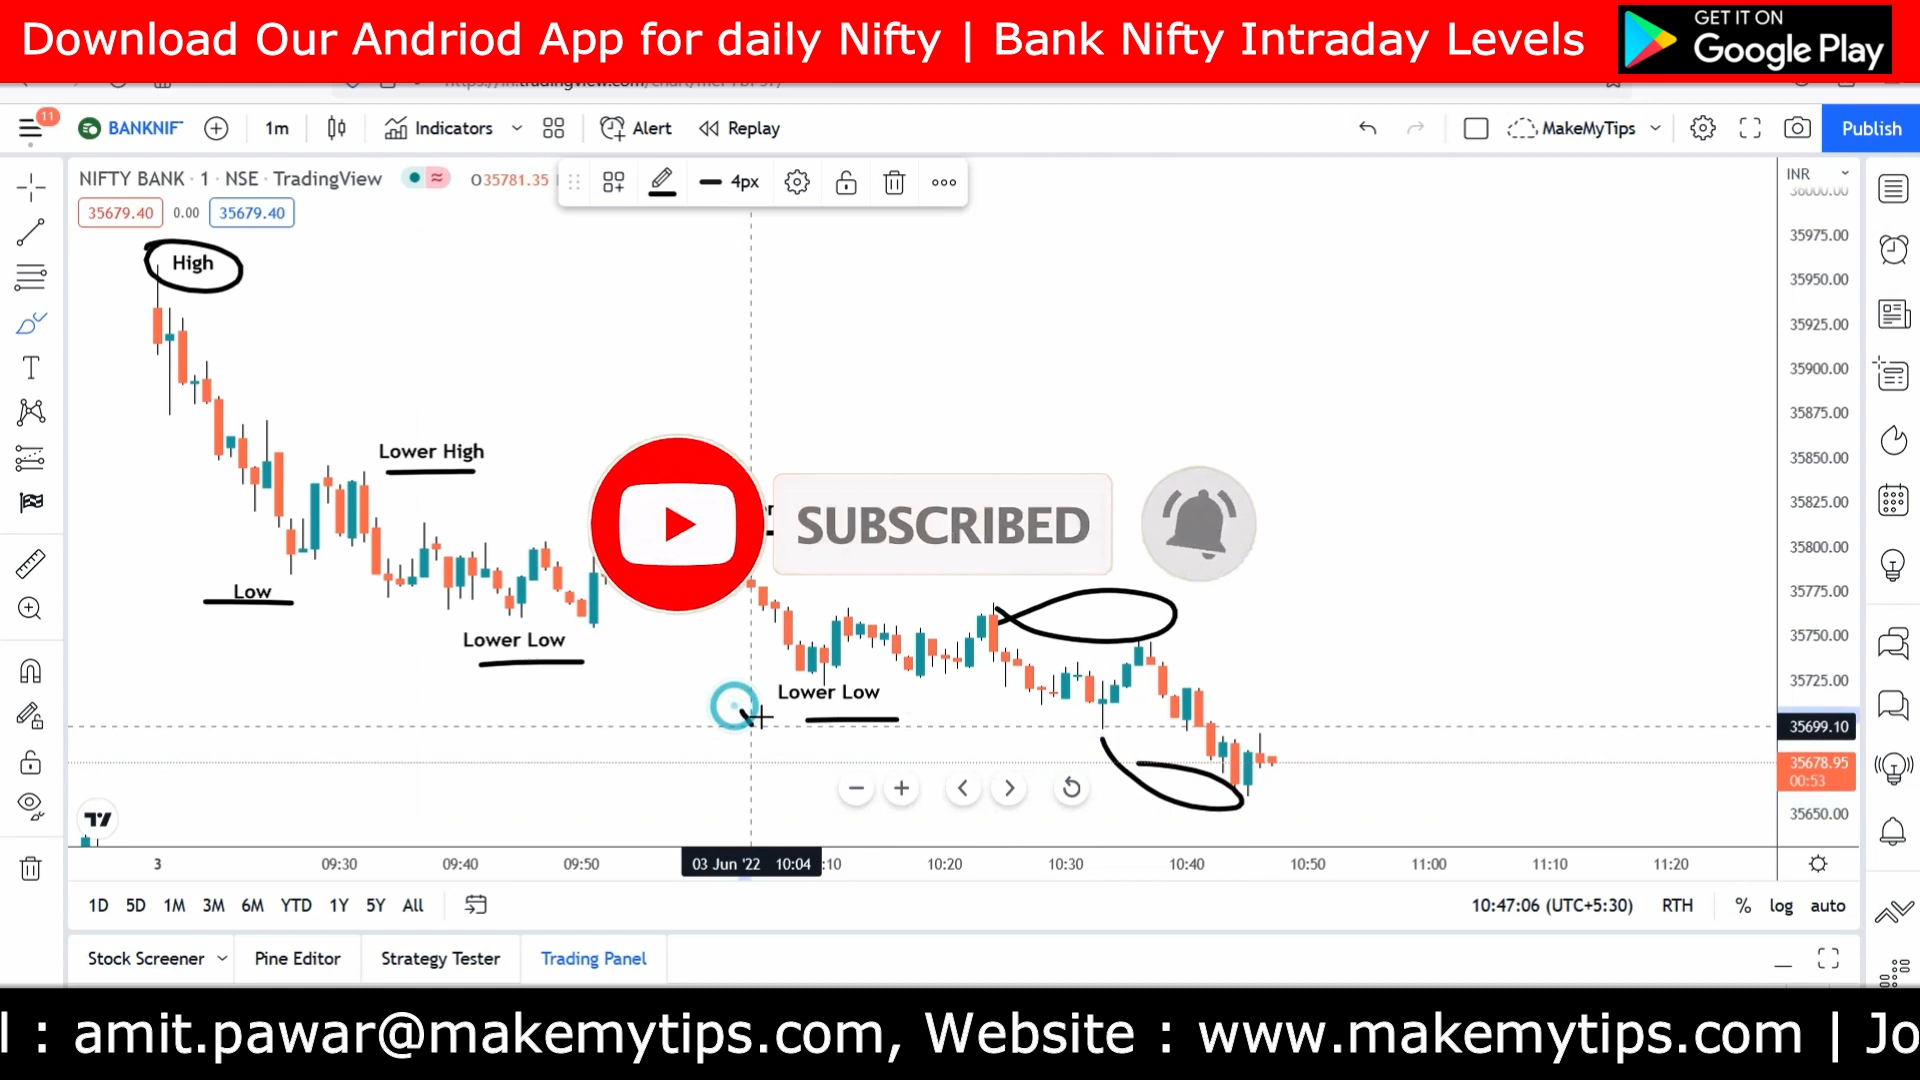 Download Our Andriod App for daily Nifty | Bank Nifty Intraday Levels
GET IT ON
Google Play
11
BANKNIF
1m
Indicators
Alert
Replay
MakeMyTips
Publish
NIFTY BANK · 1 · NSE · TradingView
O35781.35
4px
INR
35679.40
0.00
35679.40
36000.00
35975.00
35950.00
35925.00
35900.00
35875.00
35850.00
35825.00
35800.00
35775.00
35750.00
35725.00
35699.10
35678.95
00:53
35650.00
High
Lower High
SUBSCRIBED
Low
Lower Low
Lower Low
3
09:30
09:40
09:50
03 Jun '22 10:04
:10
10:20
10:30
10:40
10:50
11:00
11:10
11:20
1D 5D 1M 3M 6M YTD 1Y 5Y All
10:47:06 (UTC+5:30) RTH % log auto
Stock Screener
Pine Editor
Strategy Tester
Trading Panel
l : amit.pawar@makemytips.com, Website : www.makemytips.com | Jo